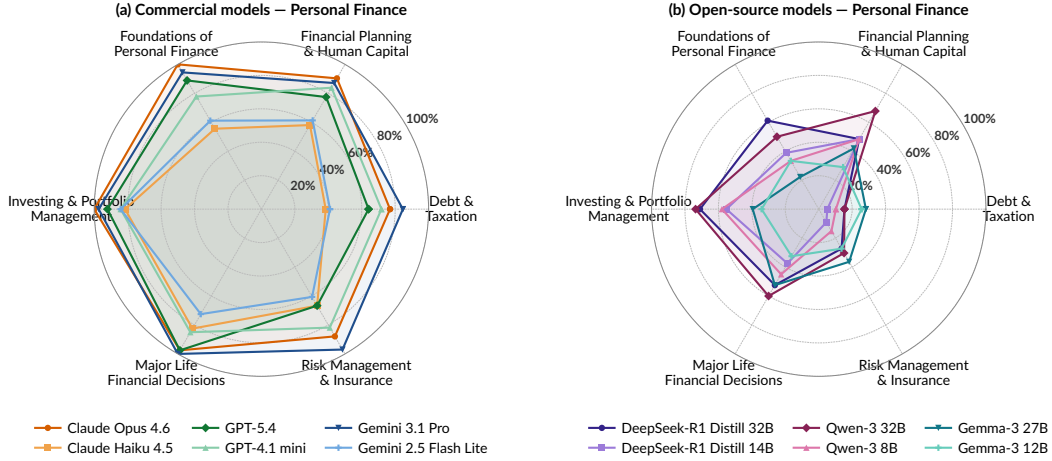 (a) Commercial models — Personal Finance
Foundations of
Personal Finance
Financial Planning
& Human Capital
100%
80%
60%
40%
20%
Investing & Portfolio
Management
Debt &
Taxation
Major Life
Financial Decisions
Risk Management
& Insurance
Claude Opus 4.6
GPT-5.4
Gemini 3.1 Pro
Claude Haiku 4.5
GPT-4.1 mini
Gemini 2.5 Flash Lite
(b) Open-source models — Personal Finance
Foundations of
Personal Finance
Financial Planning
& Human Capital
100%
80%
60%
40%
20%
Investing & Portfolio
Management
Debt &
Taxation
Major Life
Financial Decisions
Risk Management
& Insurance
DeepSeek-R1 Distill 32B
Qwen-3 32B
Gemma-3 27B
DeepSeek-R1 Distill 14B
Qwen-3 8B
Gemma-3 12B